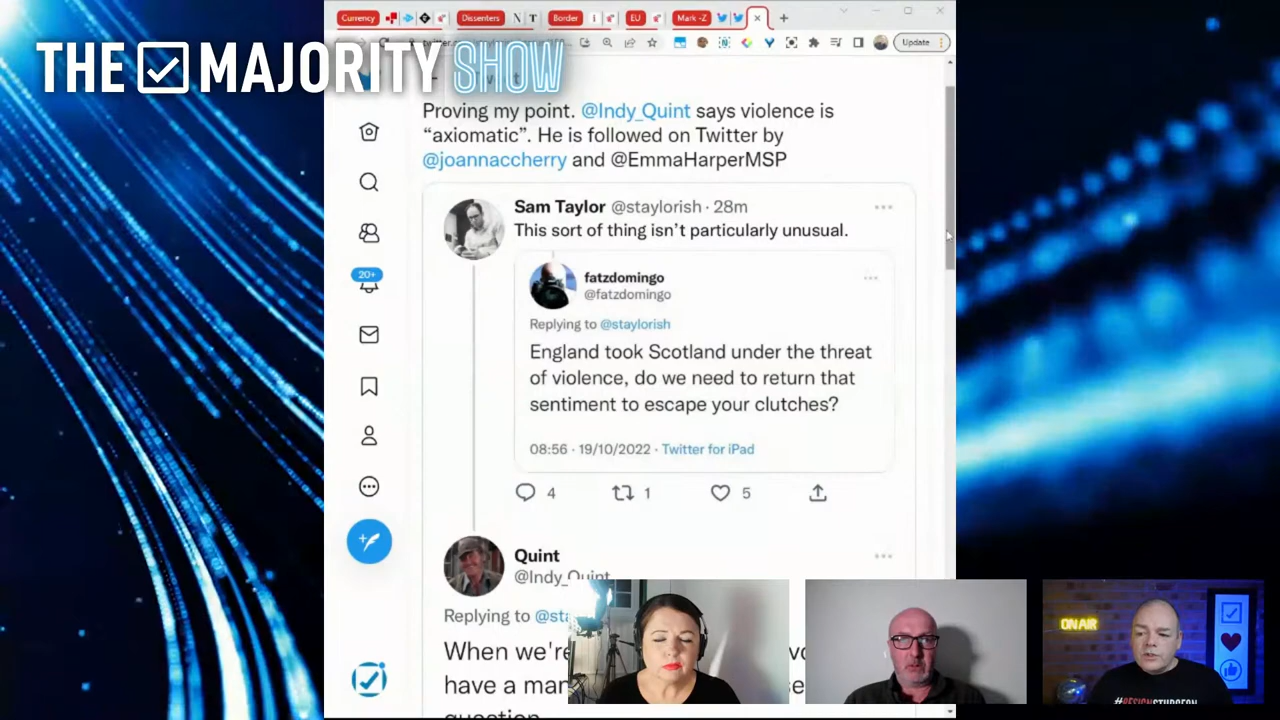 Currency
Dissenters
N
T
Border
EU
Mark -Z
Update
THE MAJORITY SHOW
Proving my point. @Indy_Quint says violence is
“axiomatic”. He is followed on Twitter by
@joannaccherry and @EmmaHarperMSP
Sam Taylor @staylorish · 28m
This sort of thing isn’t particularly unusual.
fatzdomingo
@fatzdomingo
20+
Replying to @staylorish
England took Scotland under the threat
of violence, do we need to return that
sentiment to escape your clutches?
08:56 · 19/10/2022 · Twitter for iPad
4
1
5
Quint
@Indy_Quint
Replying to
When we're
have a
question
ON AIR